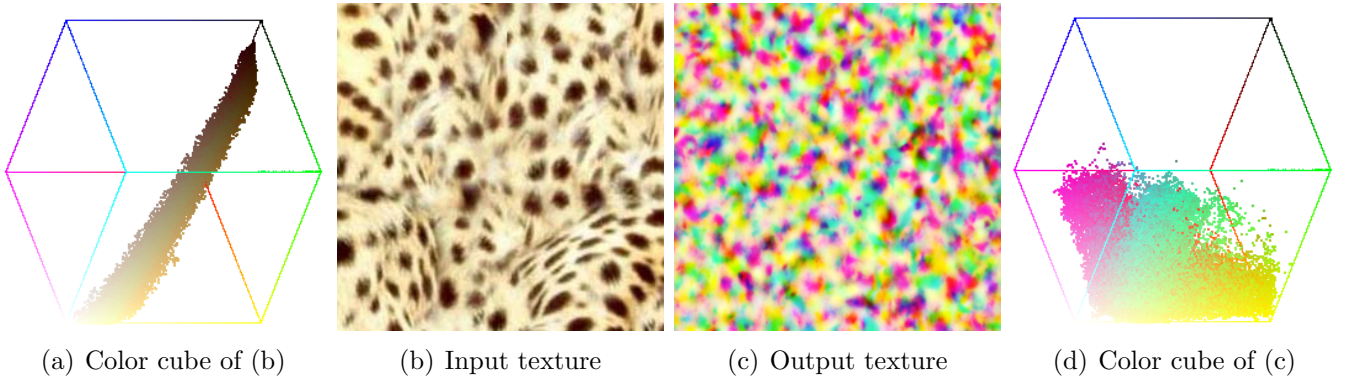 (a) Color cube of (b)
(b) Input texture
(c) Output texture
(d) Color cube of (c)